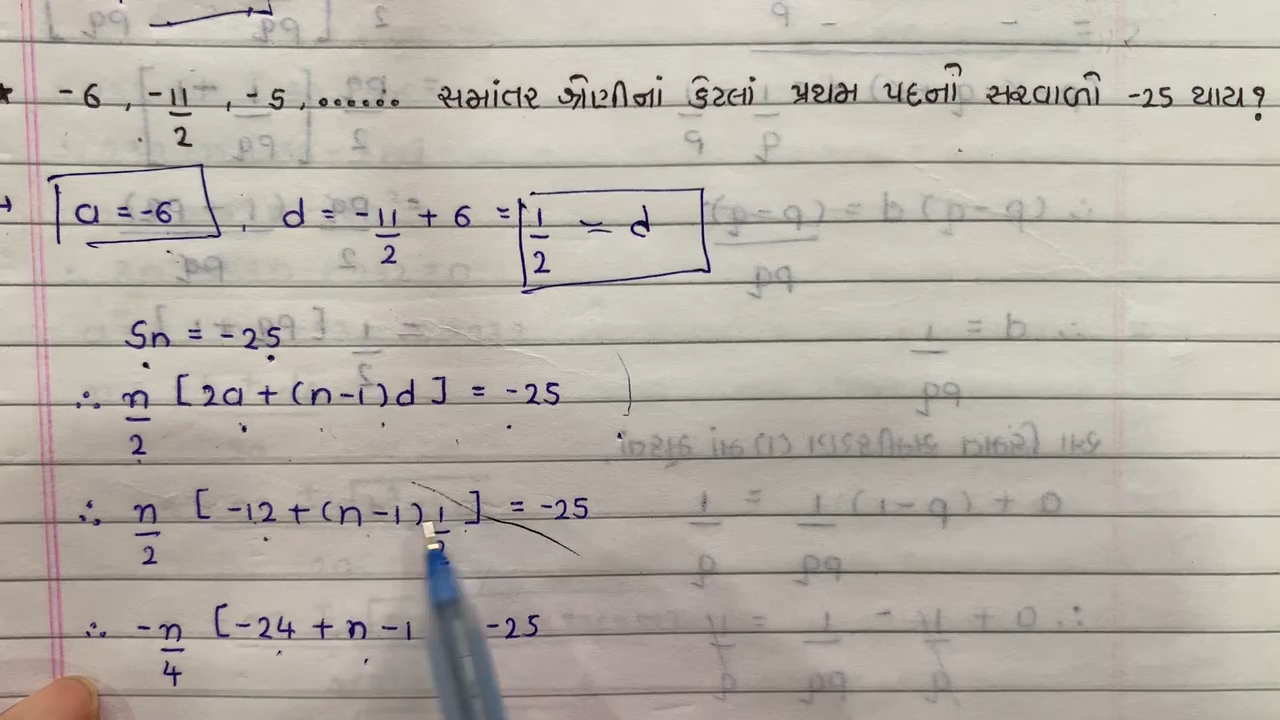 * -6, -11/2, -5, ...... સમાંતર શ્રેણીનાં કેટલાં પ્રથમ પદનો સરવાળો -25 થાય?
→ a = -6, d = -11/2 + 6 = 1/2 = d
Sn = -25
∴ n/2 [2a + (n-1)d] = -25
∴ n/2 [-12 + (n-1)1/2] = -25
∴ -n/4 [-24 + n -1 -25